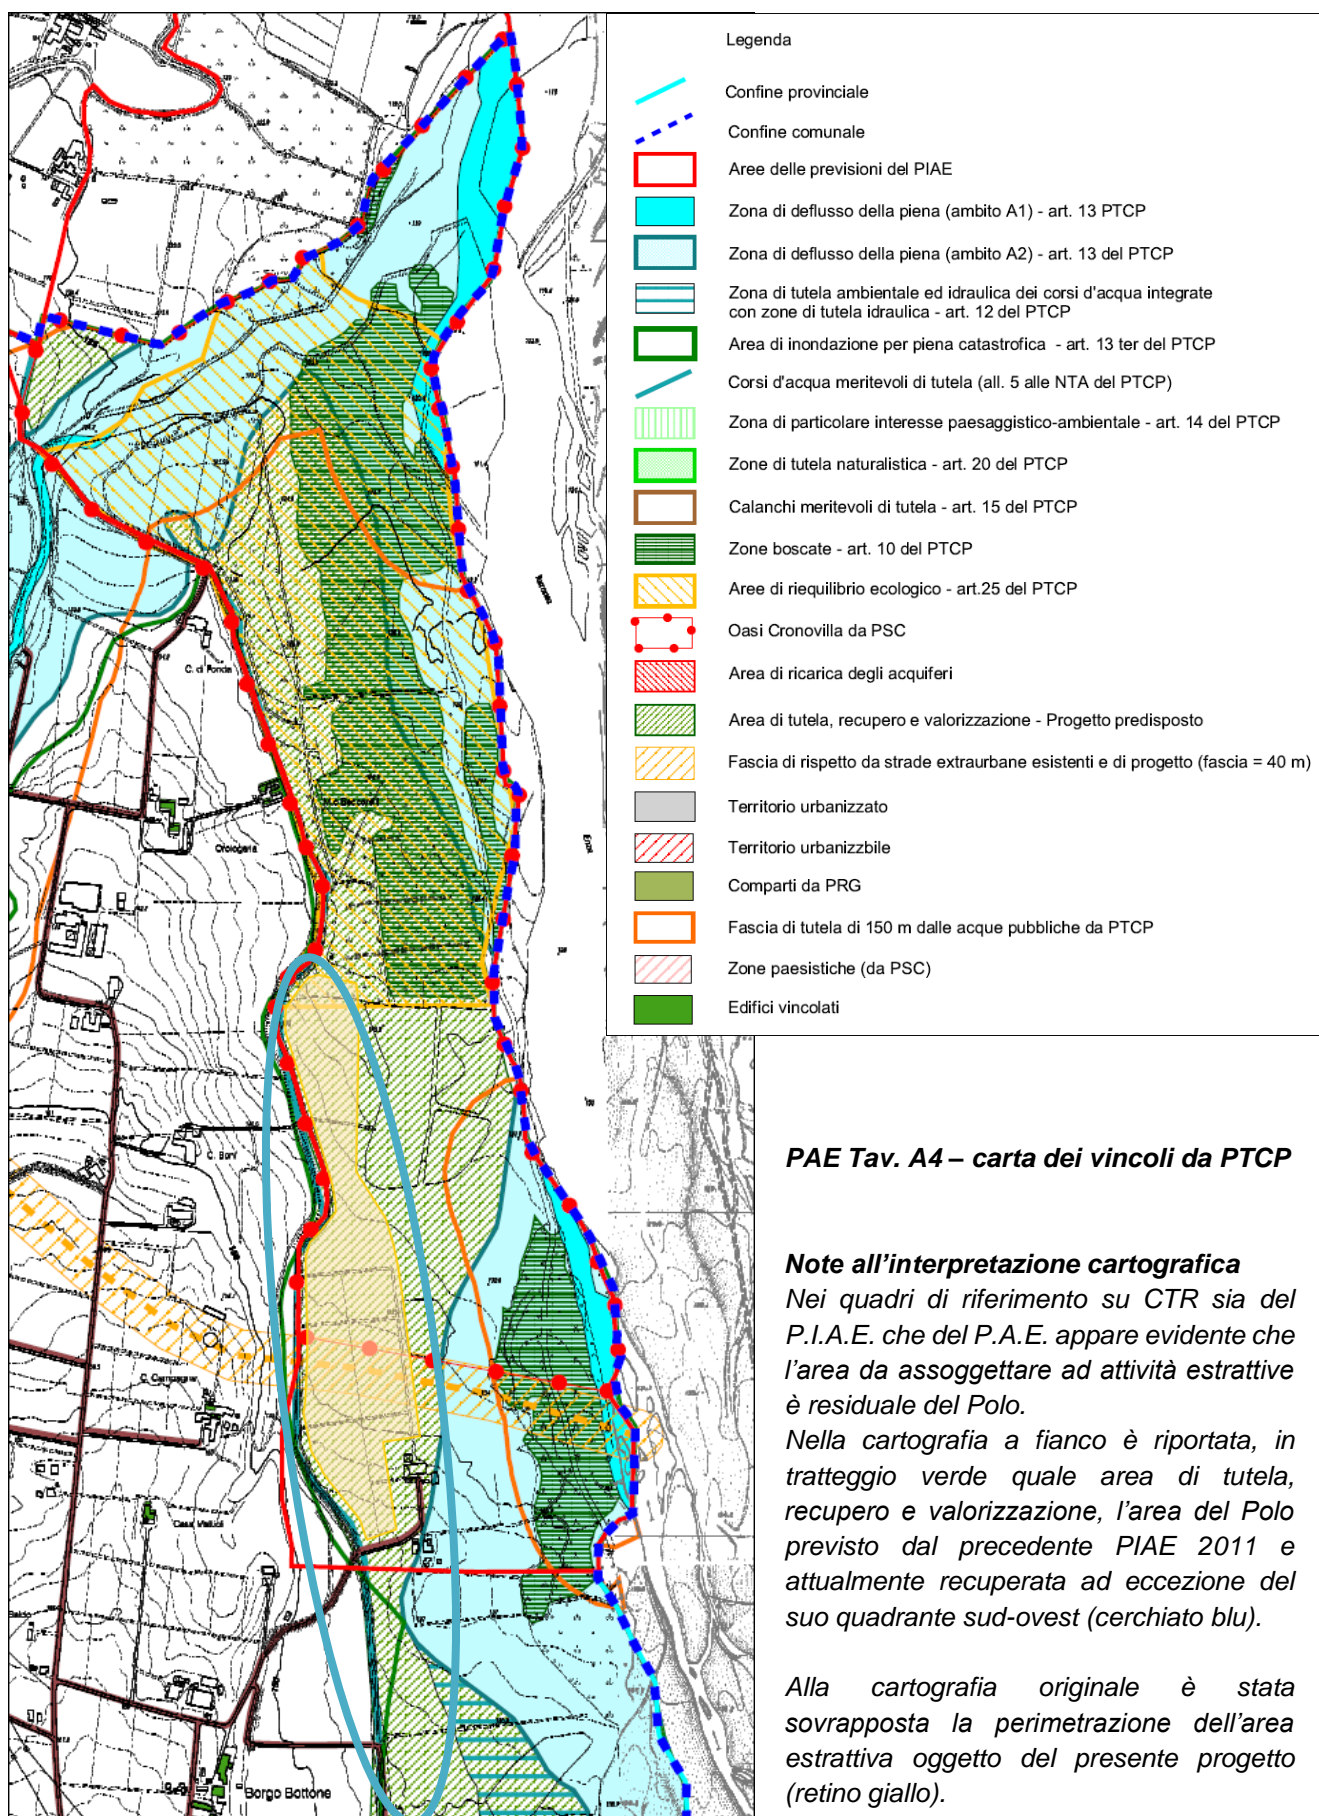 Legenda
Confine provinciale
Confine comunale
Aree delle previsioni del PIAE
Zona di deflusso della piena (ambito A1) - art. 13 PTCP
Zona di deflusso della piena (ambito A2) - art. 13 del PTCP
Zona di tutela ambientale ed idraulica dei corsi d'acqua integrate
con zone di tutela idraulica - art. 12 del PTCP
Area di inondazione per piena catastrofica - art. 13 ter del PTCP
Corsi d'acqua meritevoli di tutela (all. 5 alle NTA del PTCP)
Zona di particolare interesse paesaggistico-ambientale - art. 14 del PTCP
Zone di tutela naturalistica - art. 20 del PTCP
Calanchi meritevoli di tutela - art. 15 del PTCP
Zone boscate - art. 10 del PTCP
Aree di riequilibrio ecologico - art.25 del PTCP
Oasi Cronovilla da PSC
Area di ricarica degli acquiferi
Area di tutela, recupero e valorizzazione - Progetto predisposto
Fascia di rispetto da strade extraurbane esistenti e di progetto (fascia = 40 m)
Territorio urbanizzato
Territorio urbanizzbile
Comparti da PRG
Fascia di tutela di 150 m dalle acque pubbliche da PTCP
Zone paesistiche (da PSC)
Edifici vincolati
C. di Fonda
Orologeria
C. Bory
C. Campagna
Borgo Bottone
Enza
PAE Tav. A4 – carta dei vincoli da PTCP
Note all'interpretazione cartografica
Nei quadri di riferimento su CTR sia del
P.I.A.E. che del P.A.E. appare evidente che
l'area da assoggettare ad attività estrattive
è residuale del Polo.
Nella cartografia a fianco è riportata, in
tratteggio verde quale area di tutela,
recupero e valorizzazione, l'area del Polo
previsto dal precedente PIAE 2011 e
attualmente recuperata ad eccezione del
suo quadrante sud-ovest (cerchiato blu).
Alla cartografia originale è stata
sovrapposta la perimetrazione dell'area
estrattiva oggetto del presente progetto
(retino giallo).